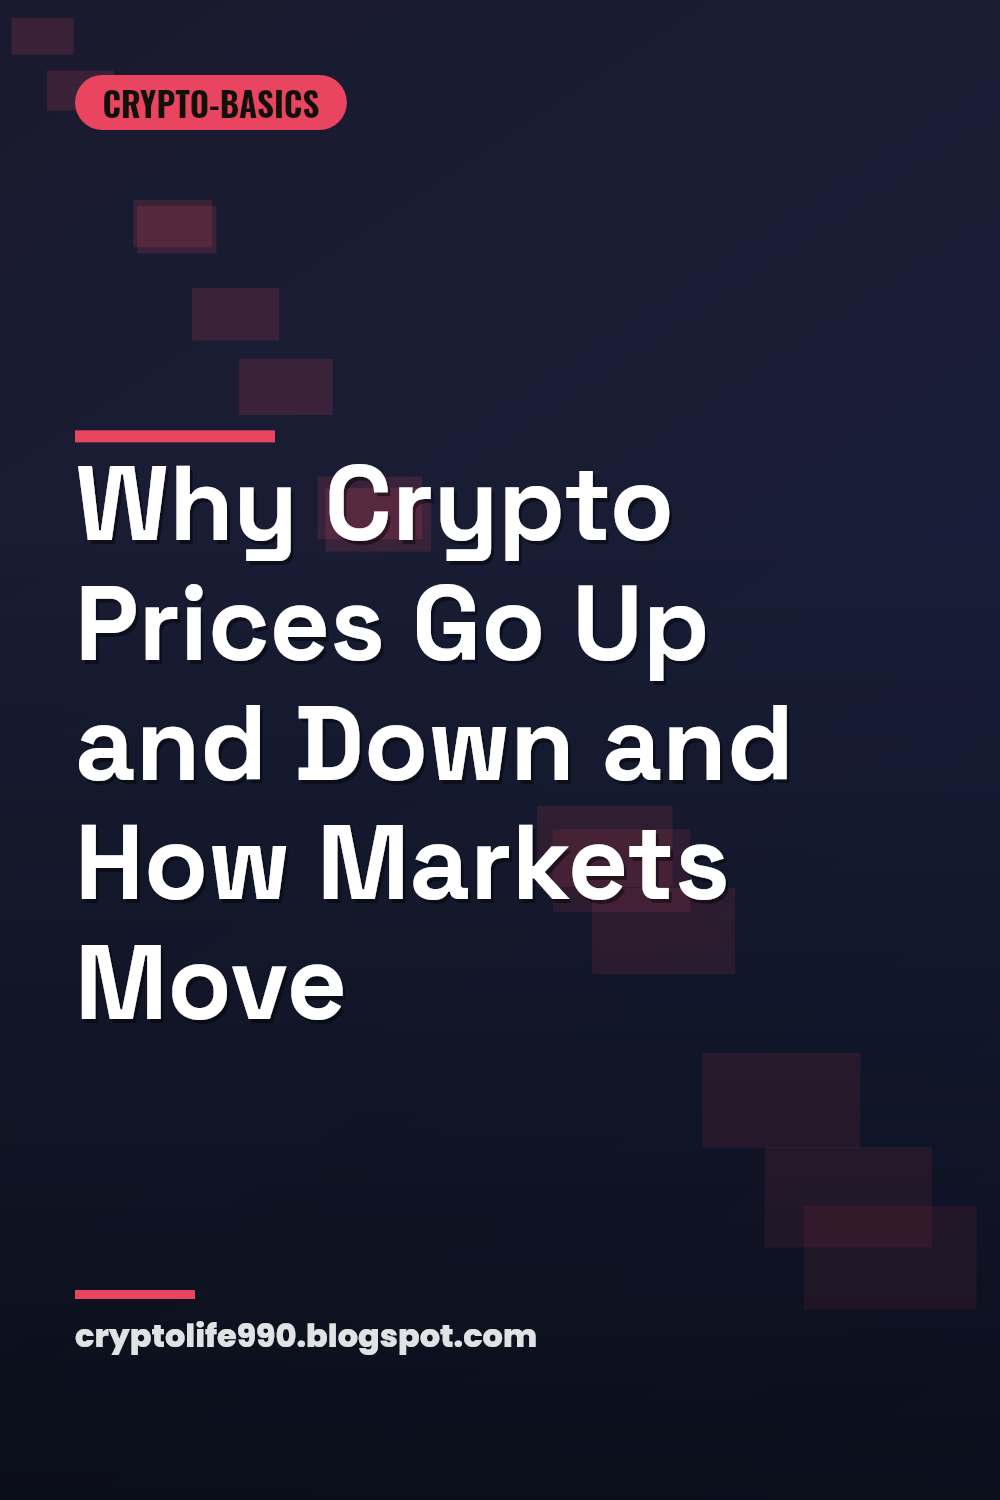 CRYPTO-BASICS
Why Crypto
Prices Go Up
and Down and
How Markets
Move
cryptolife990.blogspot.com